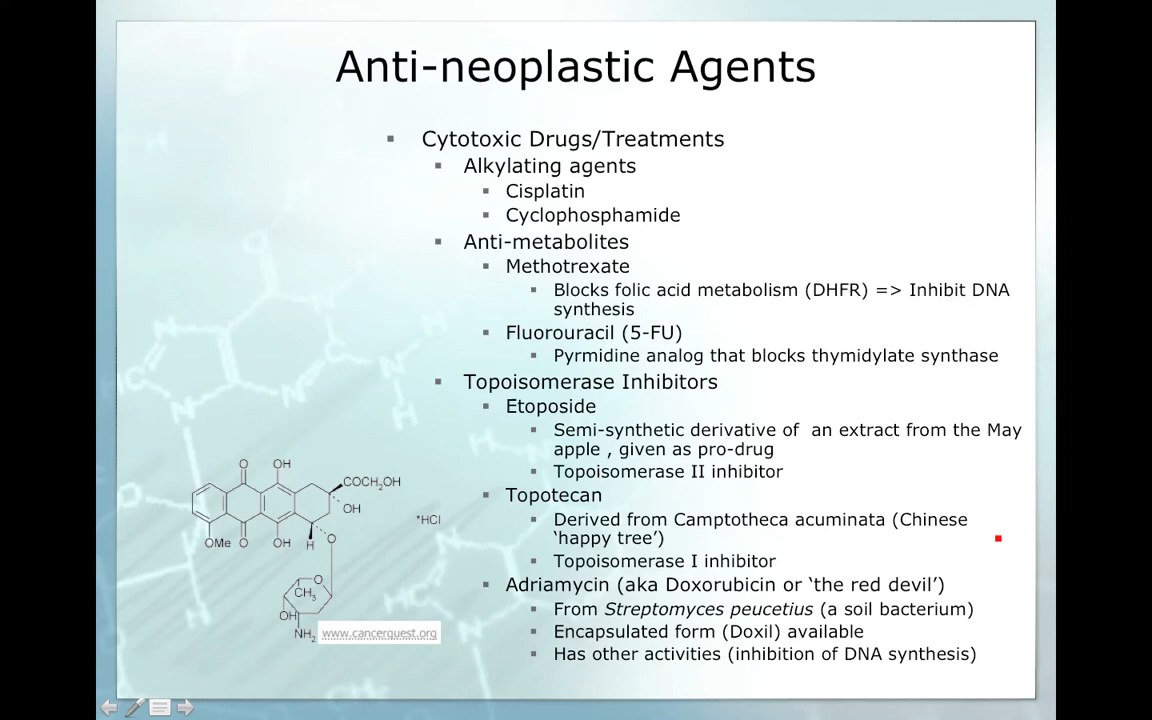 Anti-neoplastic Agents
Cytotoxic Drugs/Treatments
Alkylating agents
Cisplatin
Cyclophosphamide
Anti-metabolites
Methotrexate
Blocks folic acid metabolism (DHFR) => Inhibit DNA
synthesis
Fluorouracil (5-FU)
Pyrmidine analog that blocks thymidylate synthase
Topoisomerase Inhibitors
Etoposide
Semi-synthetic derivative of an extract from the May
apple , given as pro-drug
Topoisomerase II inhibitor
Topotecan
Derived from Camptotheca acuminata (Chinese
‘happy tree’)
Topoisomerase I inhibitor
Adriamycin (aka Doxorubicin or ‘the red devil’)
From Streptomyces peucetius (a soil bacterium)
Encapsulated form (Doxil) available
Has other activities (inhibition of DNA synthesis)
O OH
COCH2OH
OH
*HCl
OMe O OH H O
O
CH3
OH
NH2
www.cancerquest.org